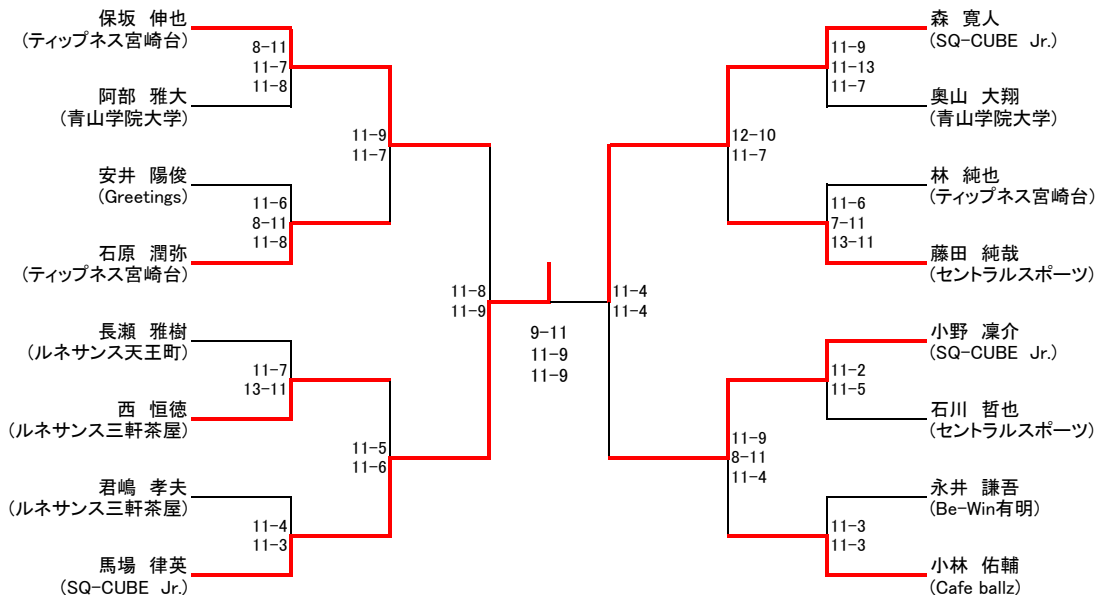 保坂 伸也
(ティップネス宮崎台)
8-11
11-7
11-8
阿部 雅大
(青山学院大学)
11-9
11-7
安井 陽俊
(Greetings)
11-6
8-11
11-8
石原 潤弥
(ティップネス宮崎台)
11-8
11-9
長瀬 雅樹
(ルネサンス天王町)
11-7
13-11
西 恒徳
(ルネサンス三軒茶屋)
11-5
11-6
君嶋 孝夫
(ルネサンス三軒茶屋)
11-4
11-3
馬場 律英
(SQ-CUBE Jr.)
9-11
11-9
11-9
森 寛人
(SQ-CUBE Jr.)
11-9
11-13
11-7
奥山 大翔
(青山学院大学)
12-10
11-7
林 純也
(ティップネス宮崎台)
11-6
7-11
13-11
藤田 純哉
(セントラルスポーツ)
11-4
11-4
小野 凜介
(SQ-CUBE Jr.)
11-2
11-5
石川 哲也
(セントラルスポーツ)
11-9
8-11
11-4
永井 謙吾
(Be-Win有明)
11-3
11-3
小林 佑輔
(Cafe ballz)